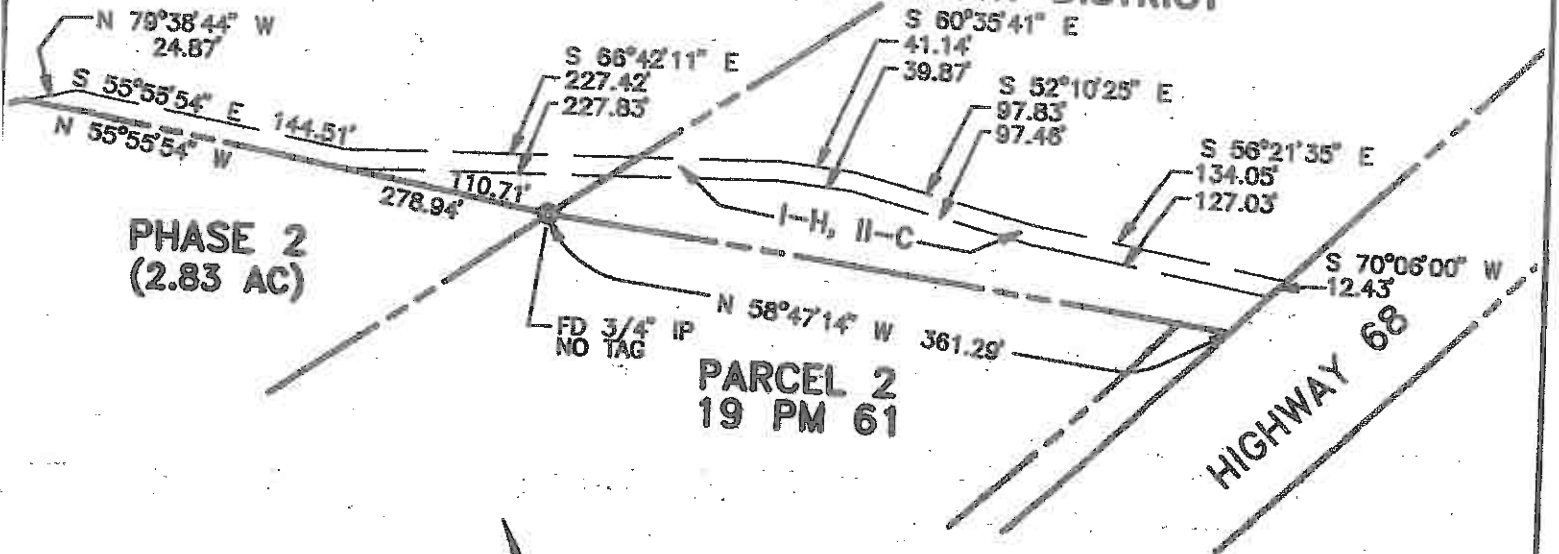 DISTRICT
N 79°38'44" W
24.87'
S 55°55'54" E 144.51'
N 55°55'54" W
278.94'
110.71'
S 66°42'11" E
227.42'
227.83'
S 60°35'41" E
41.14'
39.87'
S 52°10'25" E
97.83'
97.46'
S 56°21'35" E
134.05'
127.03'
S 70°06'00" W
12.43'
I-H, II-C
PHASE 2
(2.83 AC)
FD 3/4" IP
NO TAG
N 58°47'14" W 361.29'
PARCEL 2
19 PM 61
HIGHWAY 68